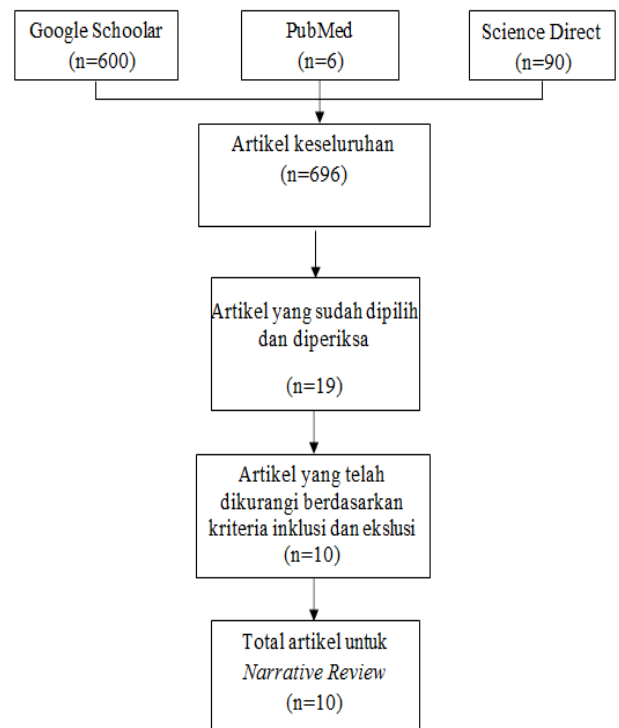 Google Schoolar
(n=600)
PubMed
(n=6)
Science Direct
(n=90)
Artikel keseluruhan
(n=696)
Artikel yang sudah dipilih
dan diperiksa
(n=19)
Artikel yang telah
dikurangi berdasarkan
kriteria inklusi dan ekslusi
(n=10)
Total artikel untuk
Narrative Review
(n=10)